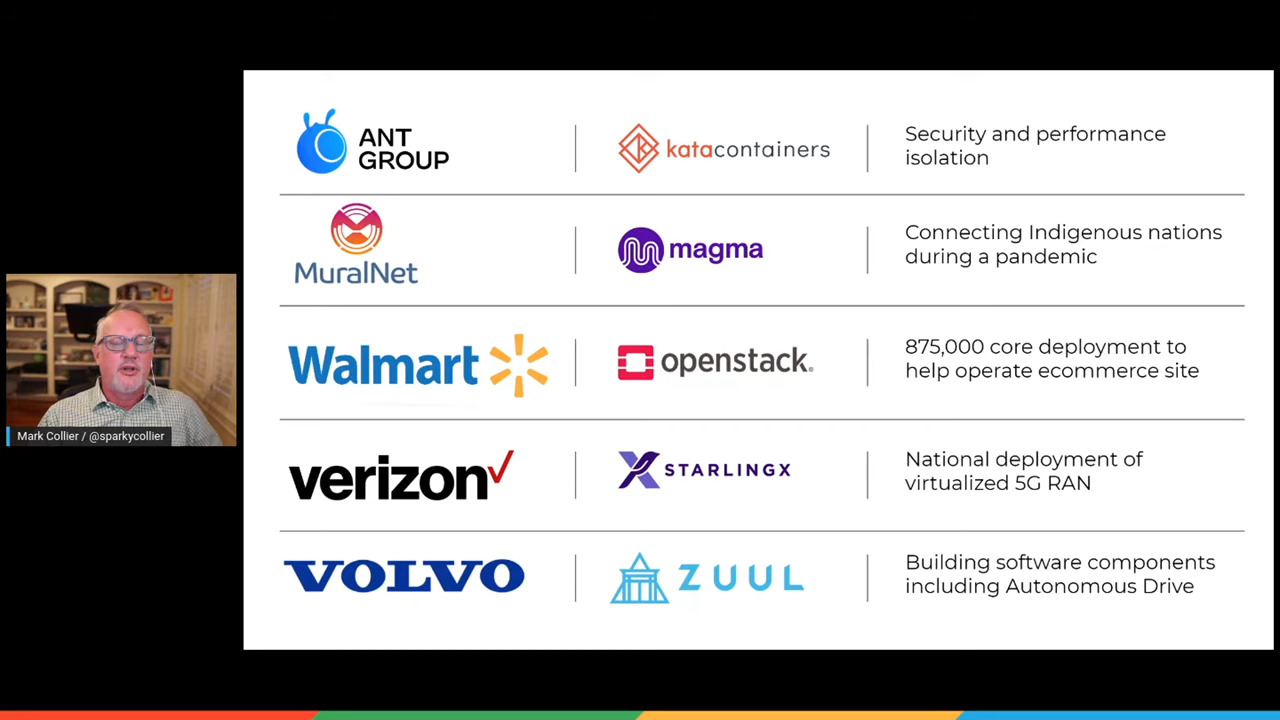 ANT
GROUP
katacontainers
Security and performance
isolation
MuralNet
magma
Connecting Indigenous nations
during a pandemic
Walmart
openstack.
875,000 core deployment to
help operate ecommerce site
verizon
STARLINGX
National deployment of
virtualized 5G RAN
VOLVO
ZUUL
Building software components
including Autonomous Drive
Mark Collier / @sparkycollier